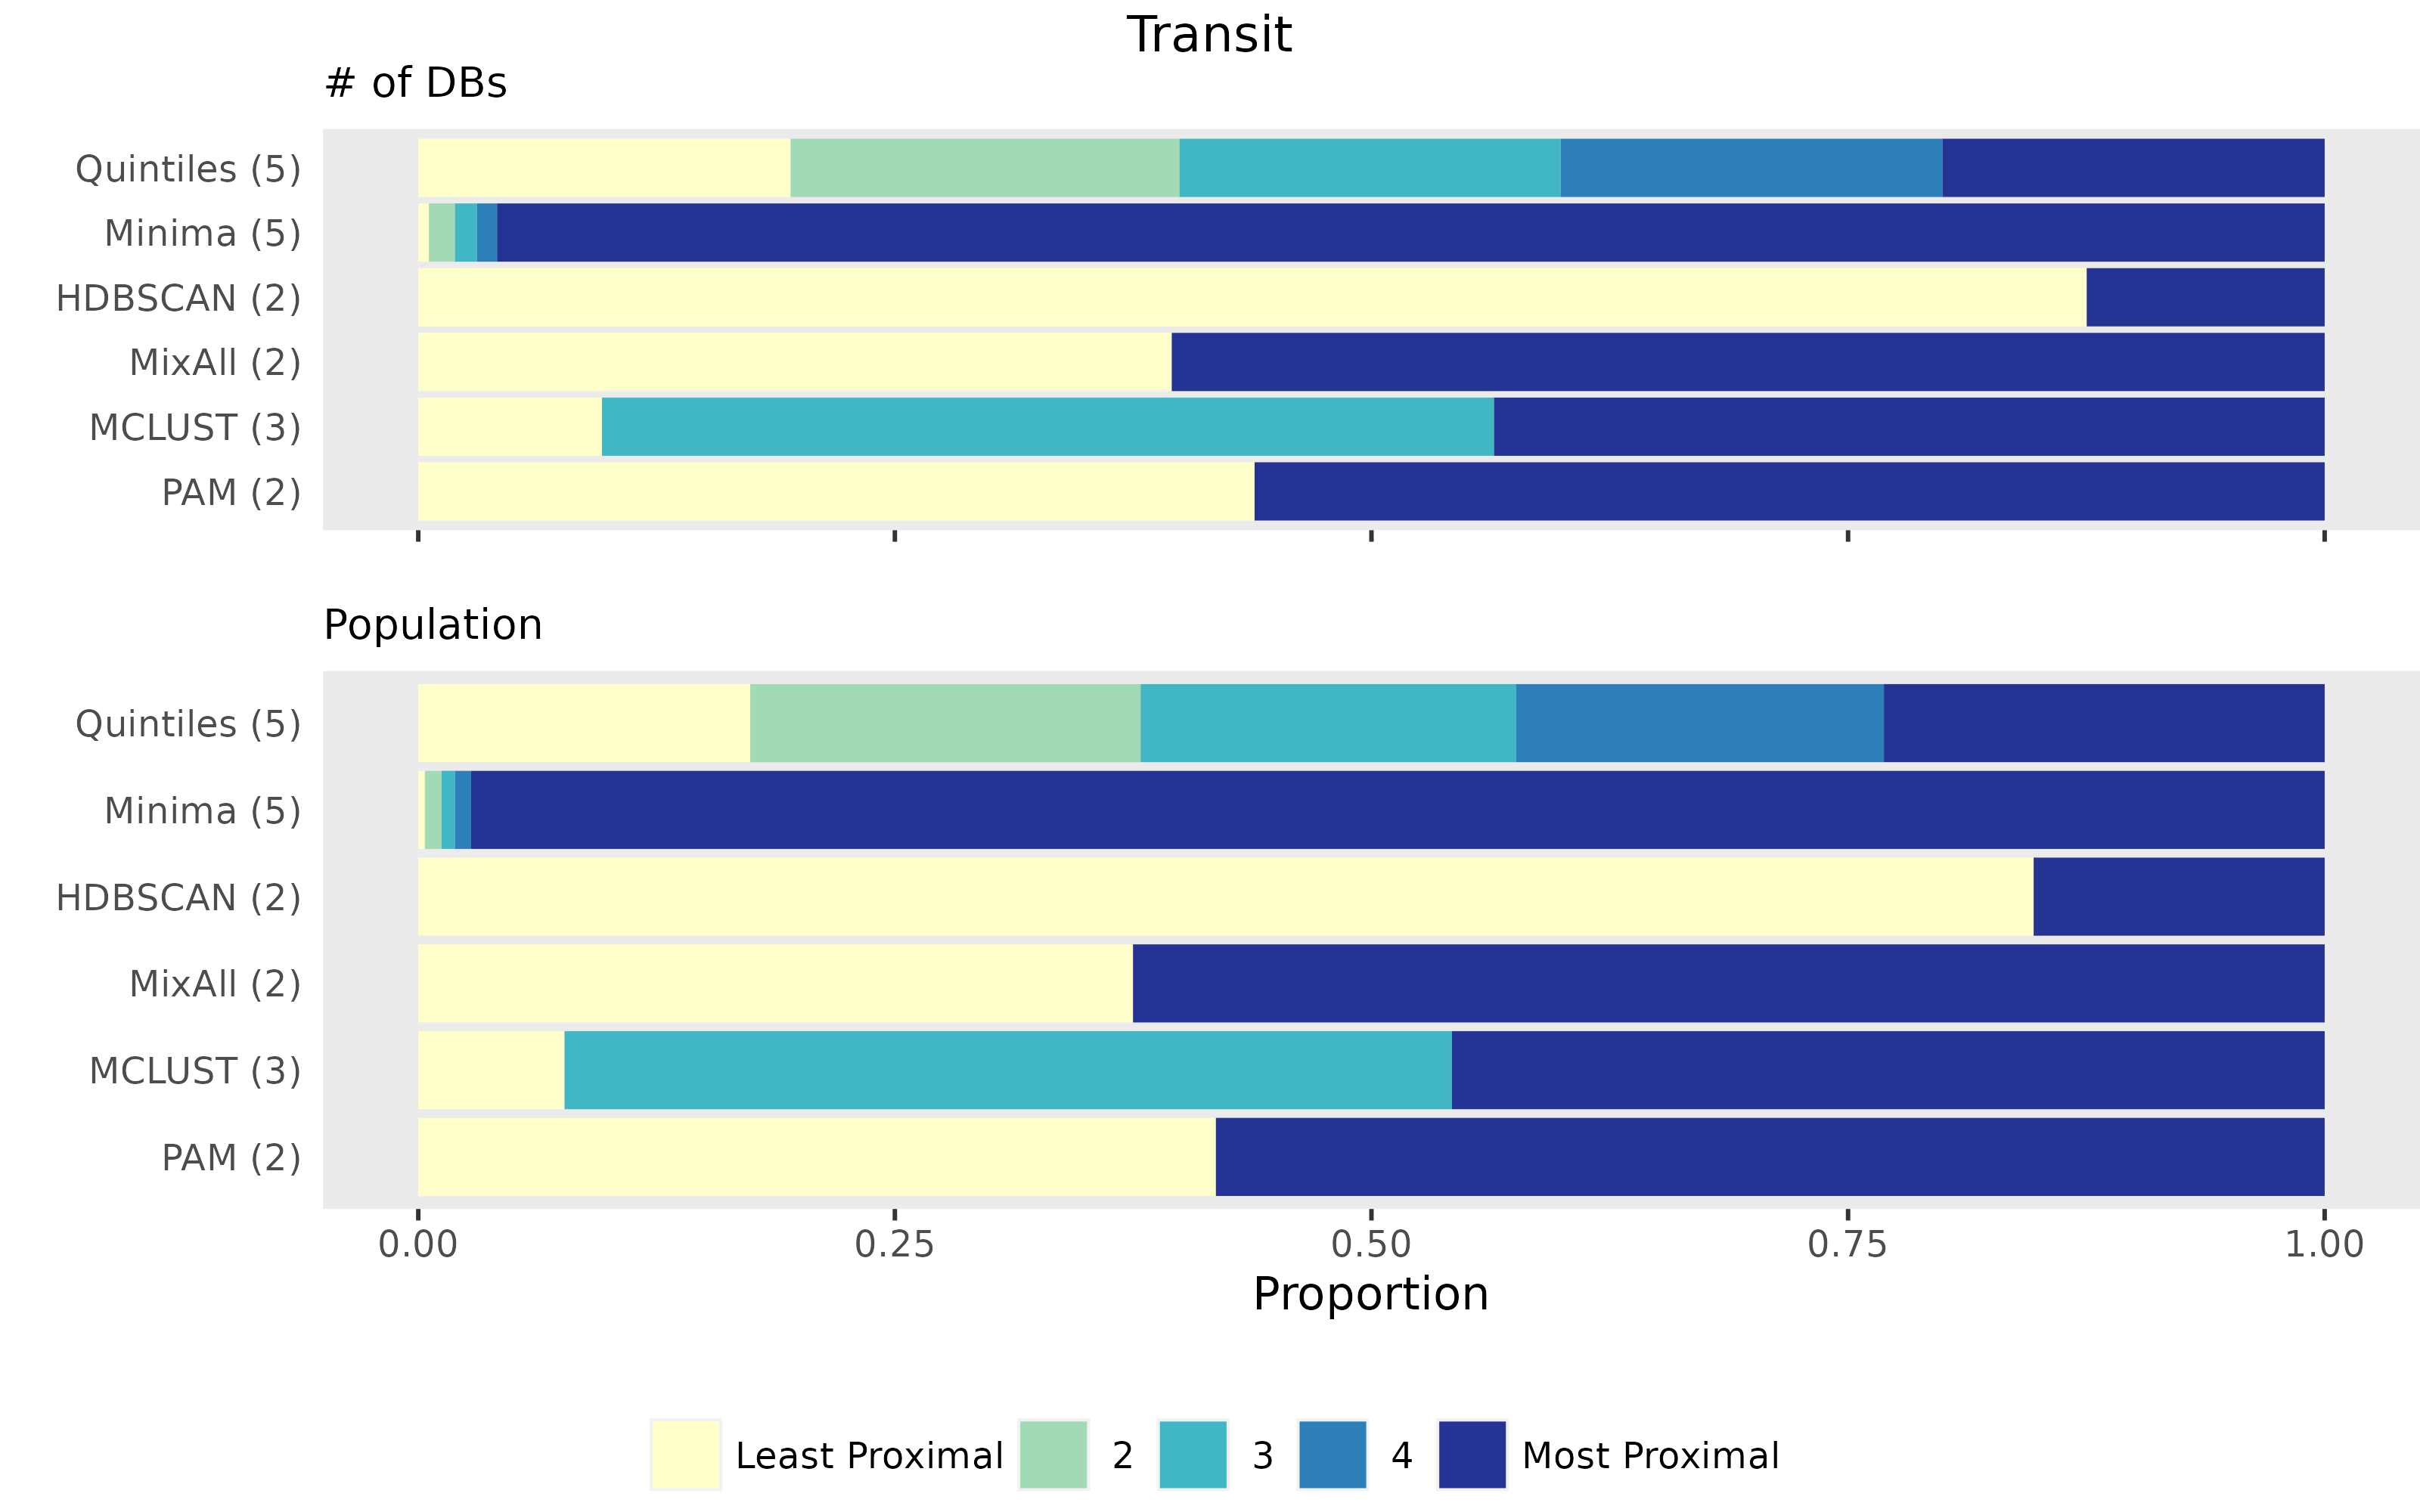 Transit
# of DBs
Quintiles (5)
Minima (5)
HDBSCAN (2)
MixAll (2)
MCLUST (3)
PAM (2)
Population
Quintiles (5)
Minima (5)
HDBSCAN (2)
MixAll (2)
MCLUST (3)
PAM (2)
0.00 0.25 0.50 0.75 1.00
Proportion
Least Proximal 2 3 4 Most Proximal